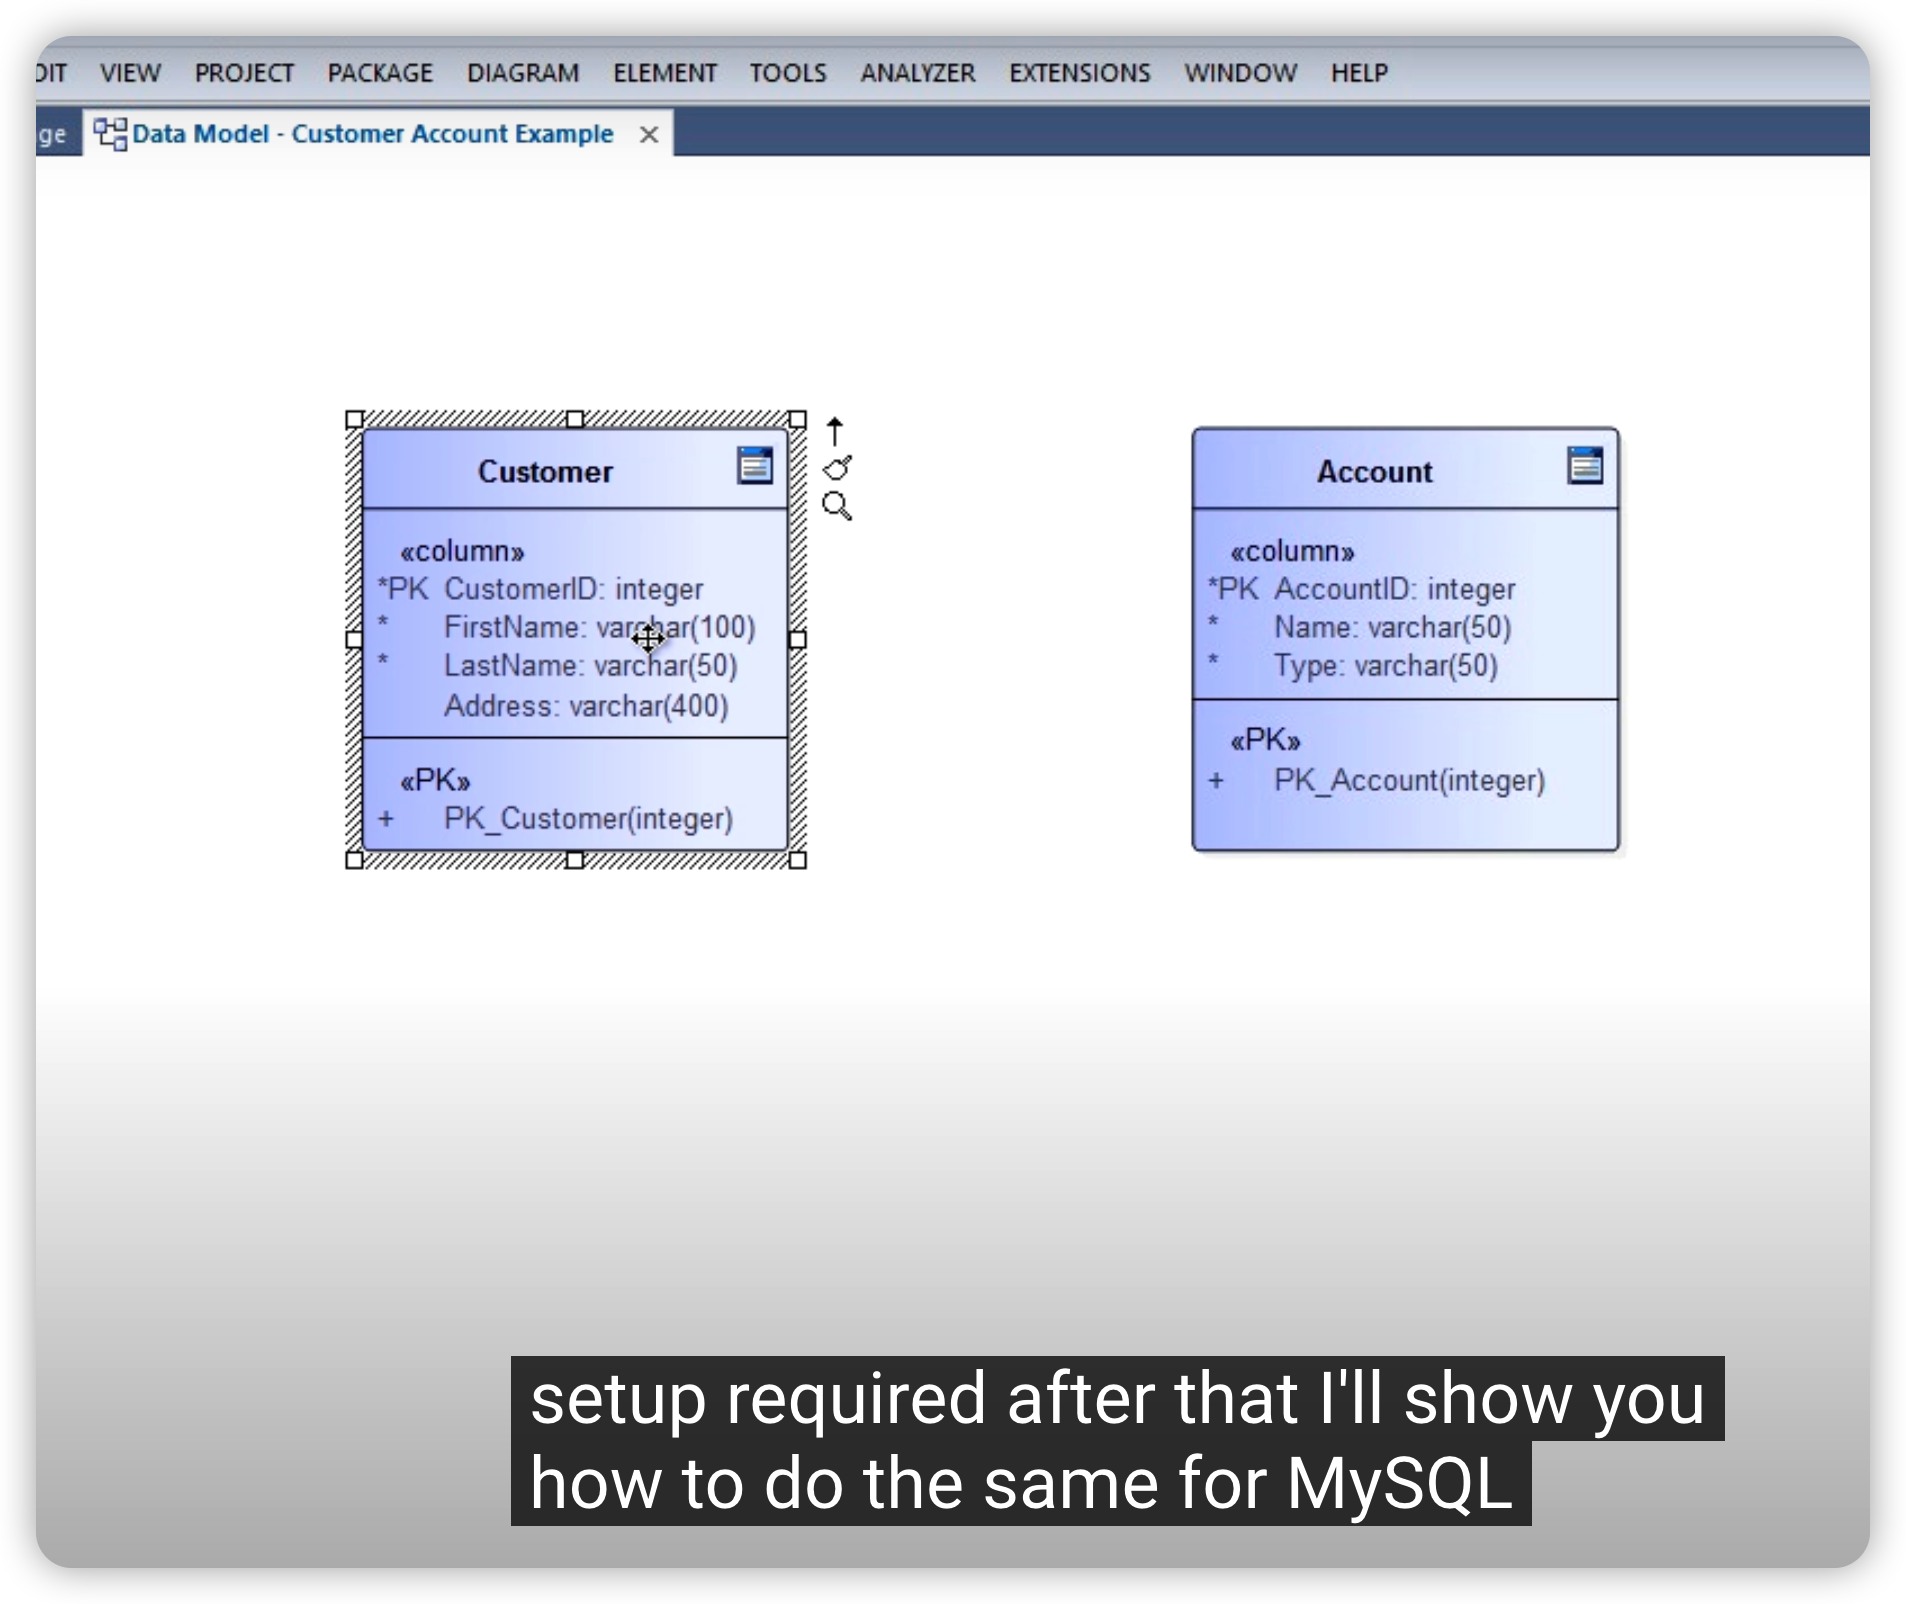 DIT VIEW PROJECT PACKAGE DIAGRAM ELEMENT TOOLS ANALYZER EXTENSIONS WINDOW HELP
ge Data Model - Customer Account Example
Customer
«column»
*PK CustomerID: integer
* FirstName: varchar(100)
* LastName: varchar(50)
Address: varchar(400)
«PK»
+ PK_Customer(integer)
Account
«column»
*PK AccountID: integer
* Name: varchar(50)
* Type: varchar(50)
«PK»
+ PK_Account(integer)
setup required after that I'll show you
how to do the same for MySQL